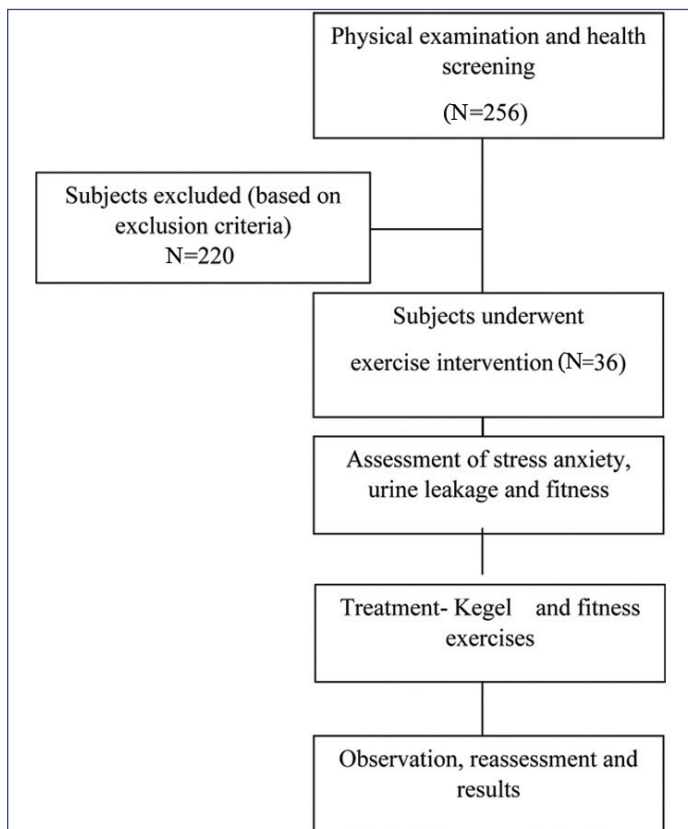 Physical examination and health
screening
(N=256)
Subjects excluded (based on
exclusion criteria)
N=220
Subjects underwent
exercise intervention (N=36)
Assessment of stress anxiety,
urine leakage and fitness
Treatment- Kegel and fitness
exercises
Observation, reassessment and
results